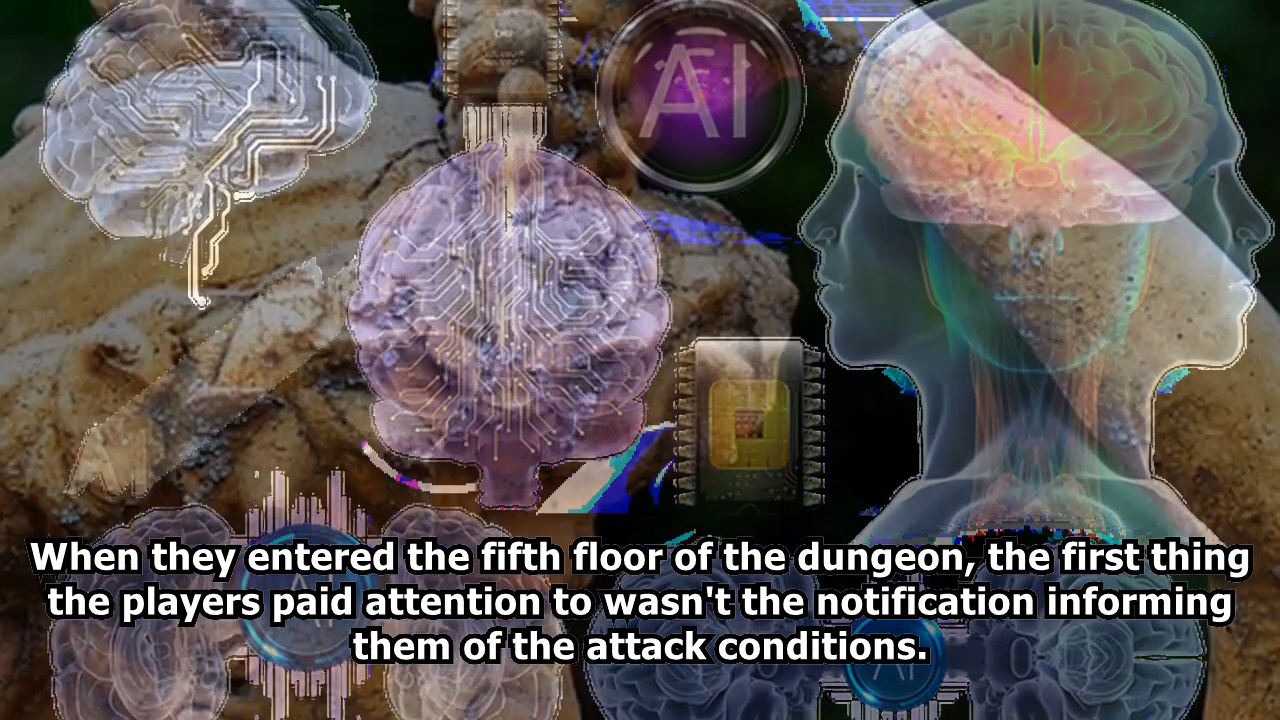 AI
When they entered the fifth floor of the dungeon, the first thing
the players paid attention to wasn't the notification informing
them of the attack conditions.
AI